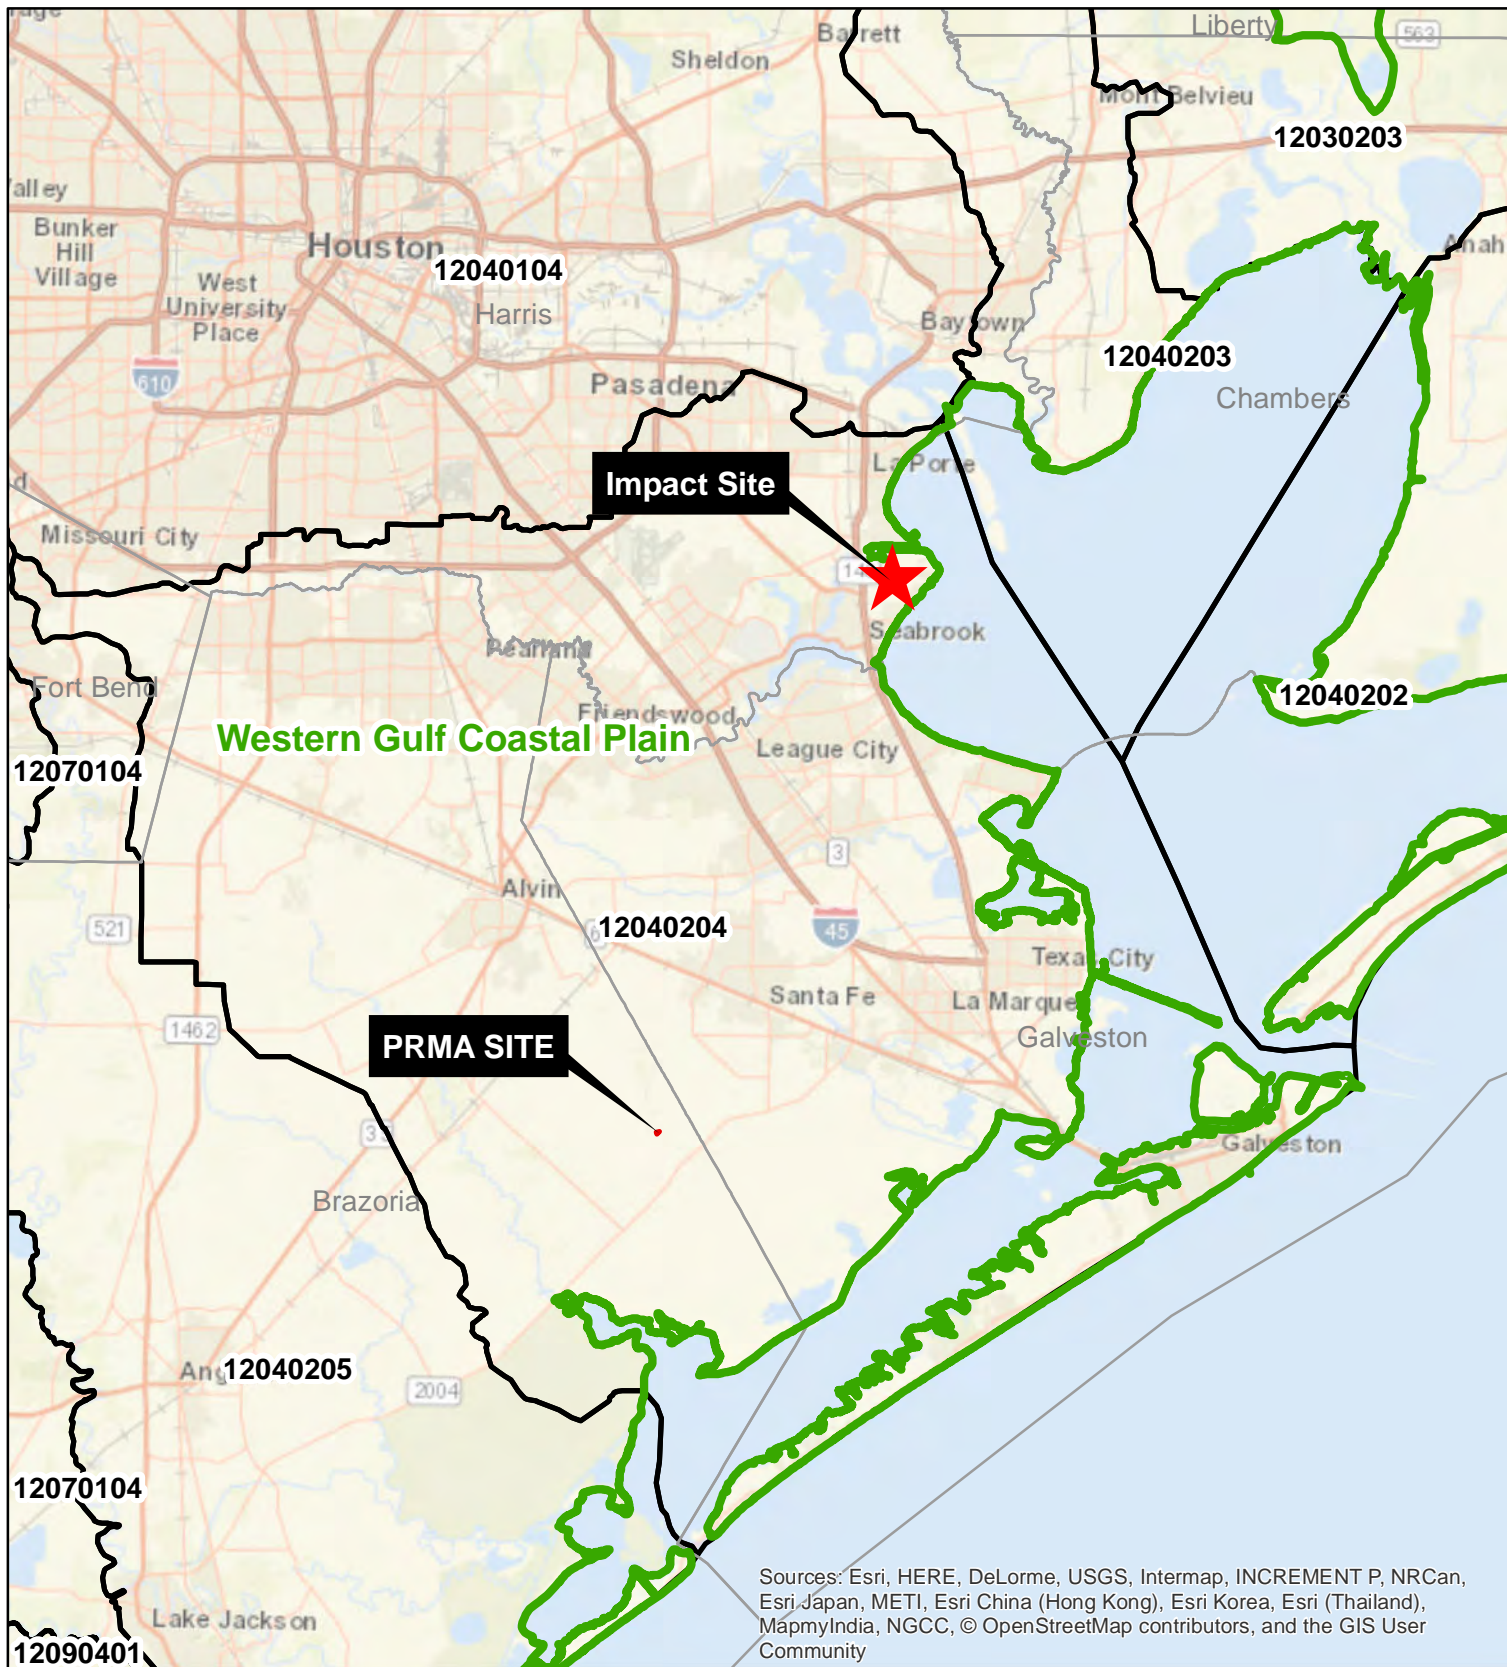 Barrett
Liberty
563
Sheldon
Mont Belvieu
12030203
Valley
Bunker
Hill
Village
Houston
12040104
Anah
West
University
Place
Harris
Baytown
12040203
610
Pasadena
Chambers
La Porte
Impact Site
Missouri City
Seabrook
Pearland
Fort Bend
12040202
Friendswood
Western Gulf Coastal Plain
League City
12070104
3
Alvin
521
12040204
45
Texas City
Santa Fe
La Marque
1462
Galveston
PRMA SITE
Galveston
Brazoria
Ang
12040205
2004
12070104
Sources: Esri, HERE, DeLorme, USGS, Intermap, INCREMENT P, NRCan,
Esri Japan, METI, Esri China (Hong Kong), Esri Korea, Esri (Thailand),
MapmyIndia, NGCC, © OpenStreetMap contributors, and the GIS User
Community
Lake Jackson
12090401